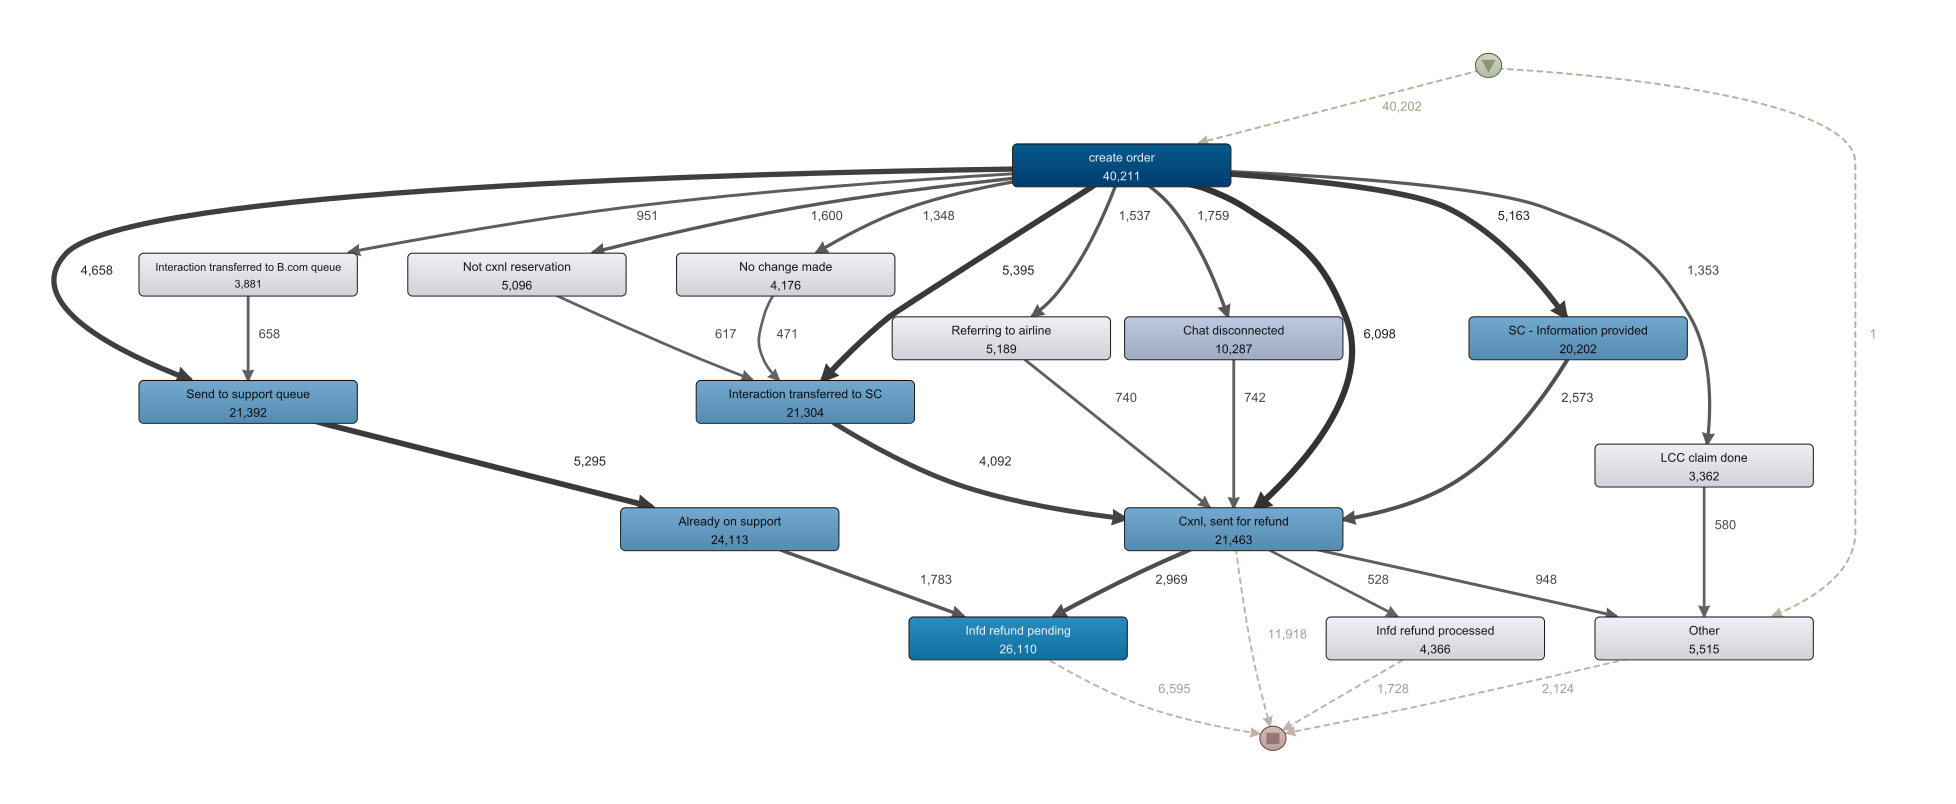 40,202
create order
40,211
951
1,600
1,348
1,537
1,759
5,163
4,658
5,395
6,098
1,353
1
Interaction transferred to B.com queue
3,881
Not cxnl reservation
5,096
No change made
4,176
658
617
471
Referring to airline
5,189
Chat disconnected
10,287
SC - Information provided
20,202
Send to support queue
21,392
Interaction transferred to SC
21,304
740
742
2,573
5,295
4,092
LCC claim done
3,362
Already on support
24,113
Cxnl, sent for refund
21,463
580
1,783
2,969
528
948
Infd refund pending
26,110
11,918
Infd refund processed
4,366
Other
5,515
6,595
1,728
2,124